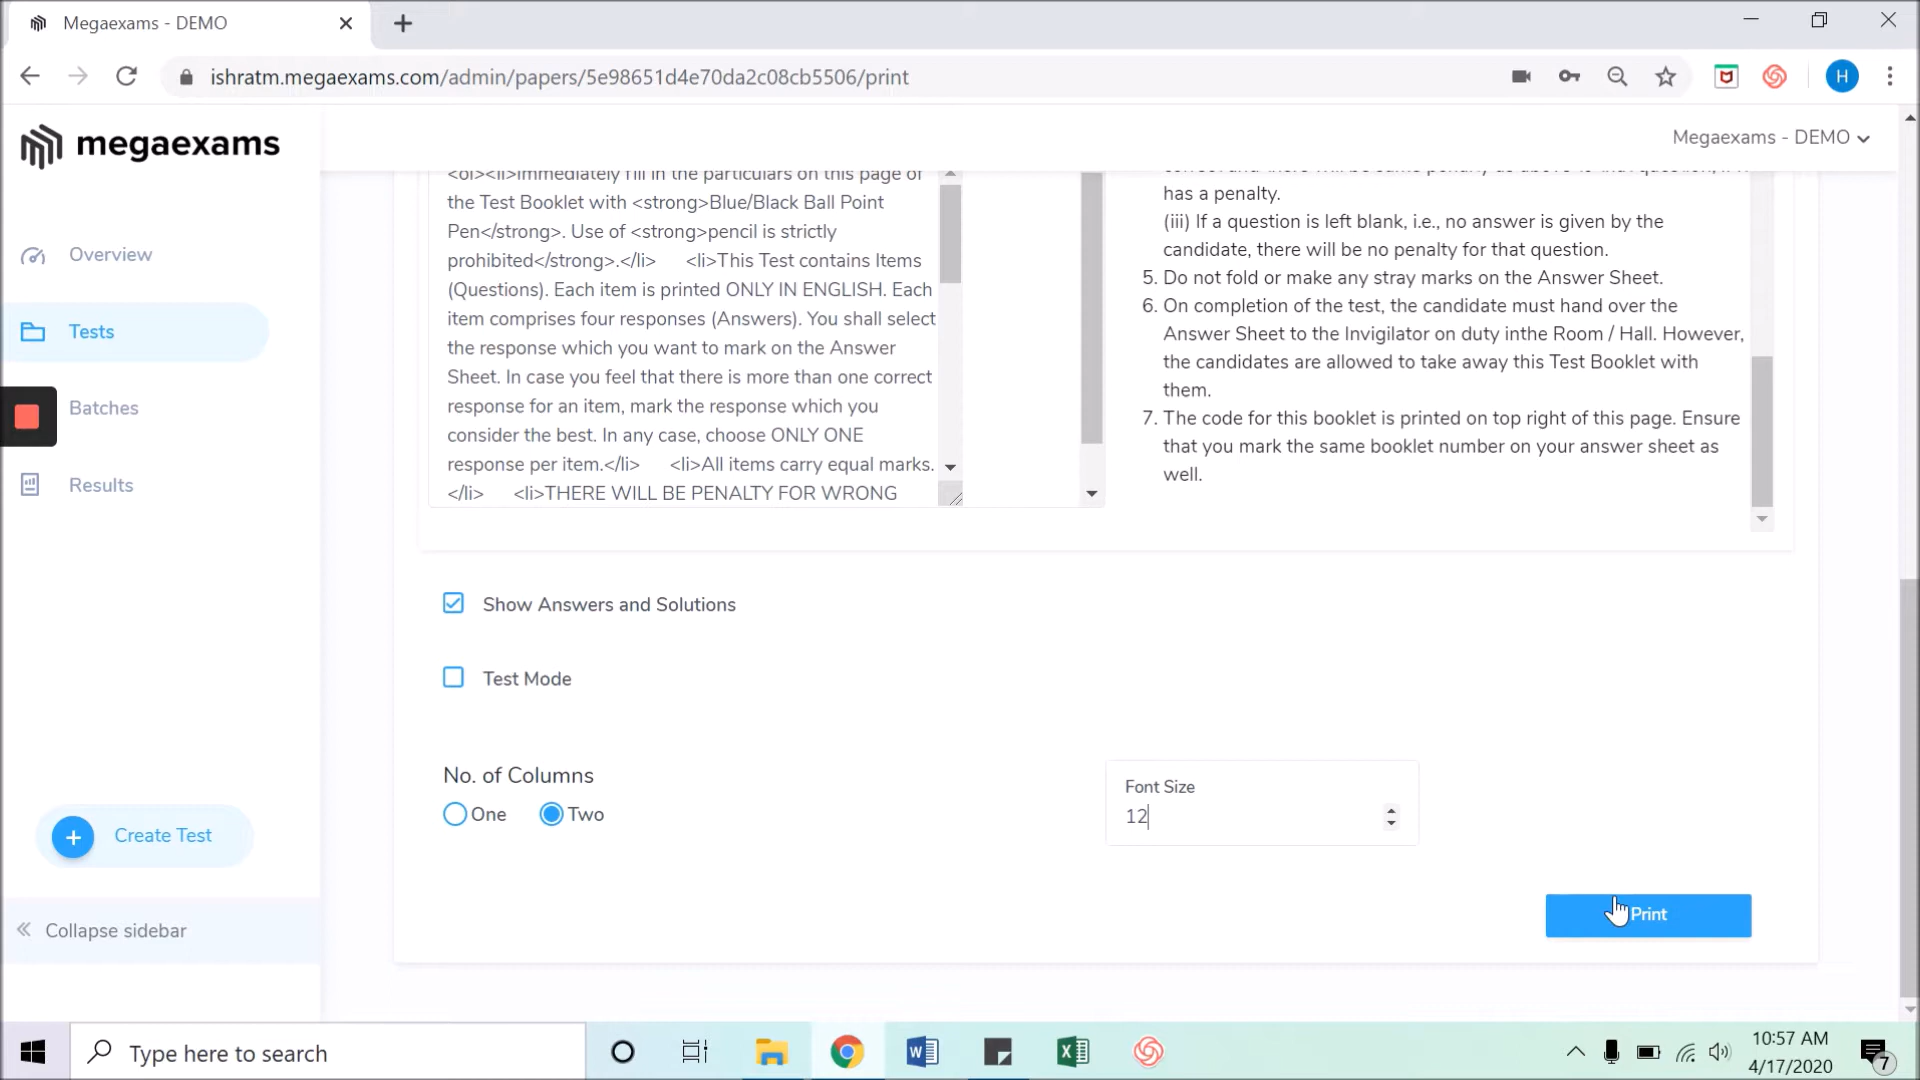 Megaexams - DEMO
ishratm.megaexams.com/admin/papers/5e98651d4e70da2c08cb5506/print
H
megaexams
Megaexams - DEMO
Overview
Tests
Batches
Results
Create Test
Collapse sidebar
<ol><li>Immediately fill in the particulars on this page of
the Test Booklet with <strong>Blue/Black Ball Point
Pen</strong>. Use of <strong>pencil is strictly
prohibited</strong>.</li> <li>This Test contains Items
(Questions). Each item is printed ONLY IN ENGLISH. Each
item comprises four responses (Answers). You shall select
the response which you want to mark on the Answer
Sheet. In case you feel that there is more than one correct
response for an item, mark the response which you
consider the best. In any case, choose ONLY ONE
response per item.</li> <li>All items carry equal marks.
</li> <li>THERE WILL BE PENALTY FOR WRONG
has a penalty.
(iii) If a question is left blank, i.e., no answer is given by the
candidate, there will be no penalty for that question.
5. Do not fold or make any stray marks on the Answer Sheet.
6. On completion of the test, the candidate must hand over the
Answer Sheet to the Invigilator on duty inthe Room / Hall. However,
the candidates are allowed to take away this Test Booklet with
them.
7. The code for this booklet is printed on top right of this page. Ensure
that you mark the same booklet number on your answer sheet as
well.
Show Answers and Solutions
Test Mode
No. of Columns
One Two
Font Size
12
Print
Type here to search
10:57 AM
4/17/2020
7